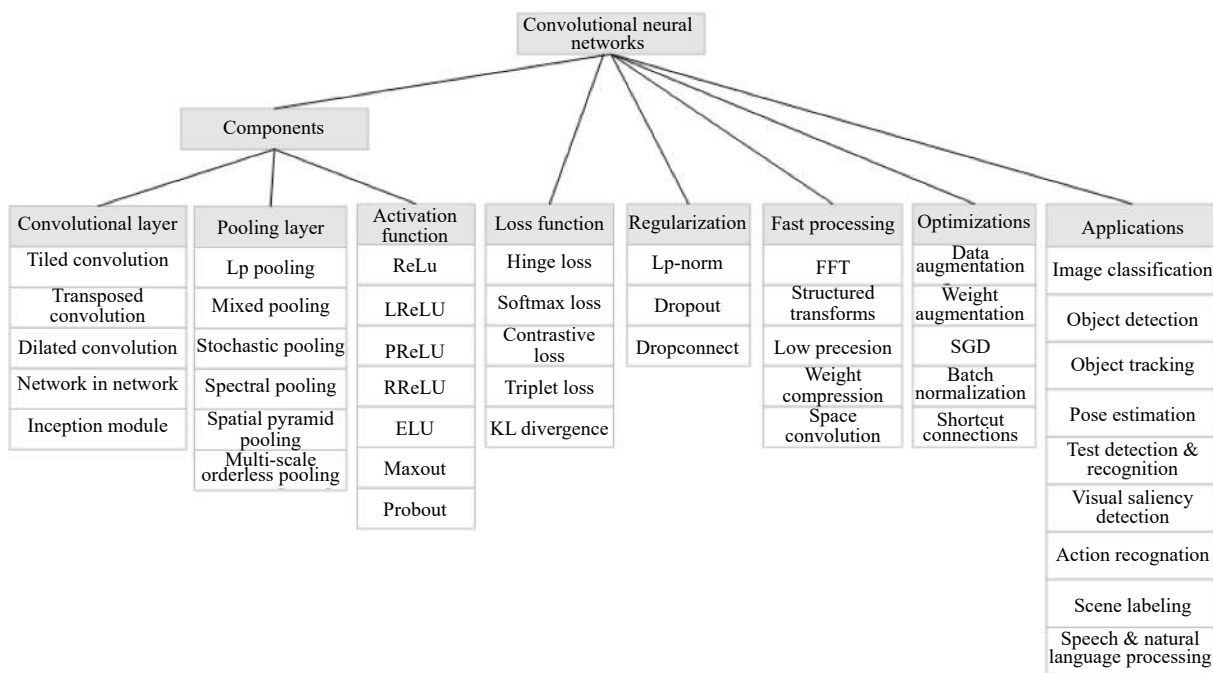 Convolutional neural
networks
Components
Convolutional layer
Tiled convolution
Transposed
convolution
Dilated convolution
Network in network
Inception module
Pooling layer
Lp pooling
Mixed pooling
Stochastic pooling
Spectral pooling
Spatial pyramid
pooling
Multi-scale
orderless pooling
Activation
function
ReLu
LReLU
PReLU
RReLU
ELU
Maxout
Probout
Loss function
Hinge loss
Softmax loss
Contrastive
loss
Triplet loss
KL divergence
Regularization
Lp-norm
Dropout
Dropconnect
Fast processing
FFT
Structured
transforms
Low precesion
Weight
compression
Space
convolution
Optimizations
Data
augmentation
Weight
augmentation
SGD
Batch
normalization
Shortcut
connections
Applications
Image classification
Object detection
Object tracking
Pose estimation
Test detection &
recognition
Visual saliency
detection
Action recognation
Scene labeling
Speech & natural
language processing